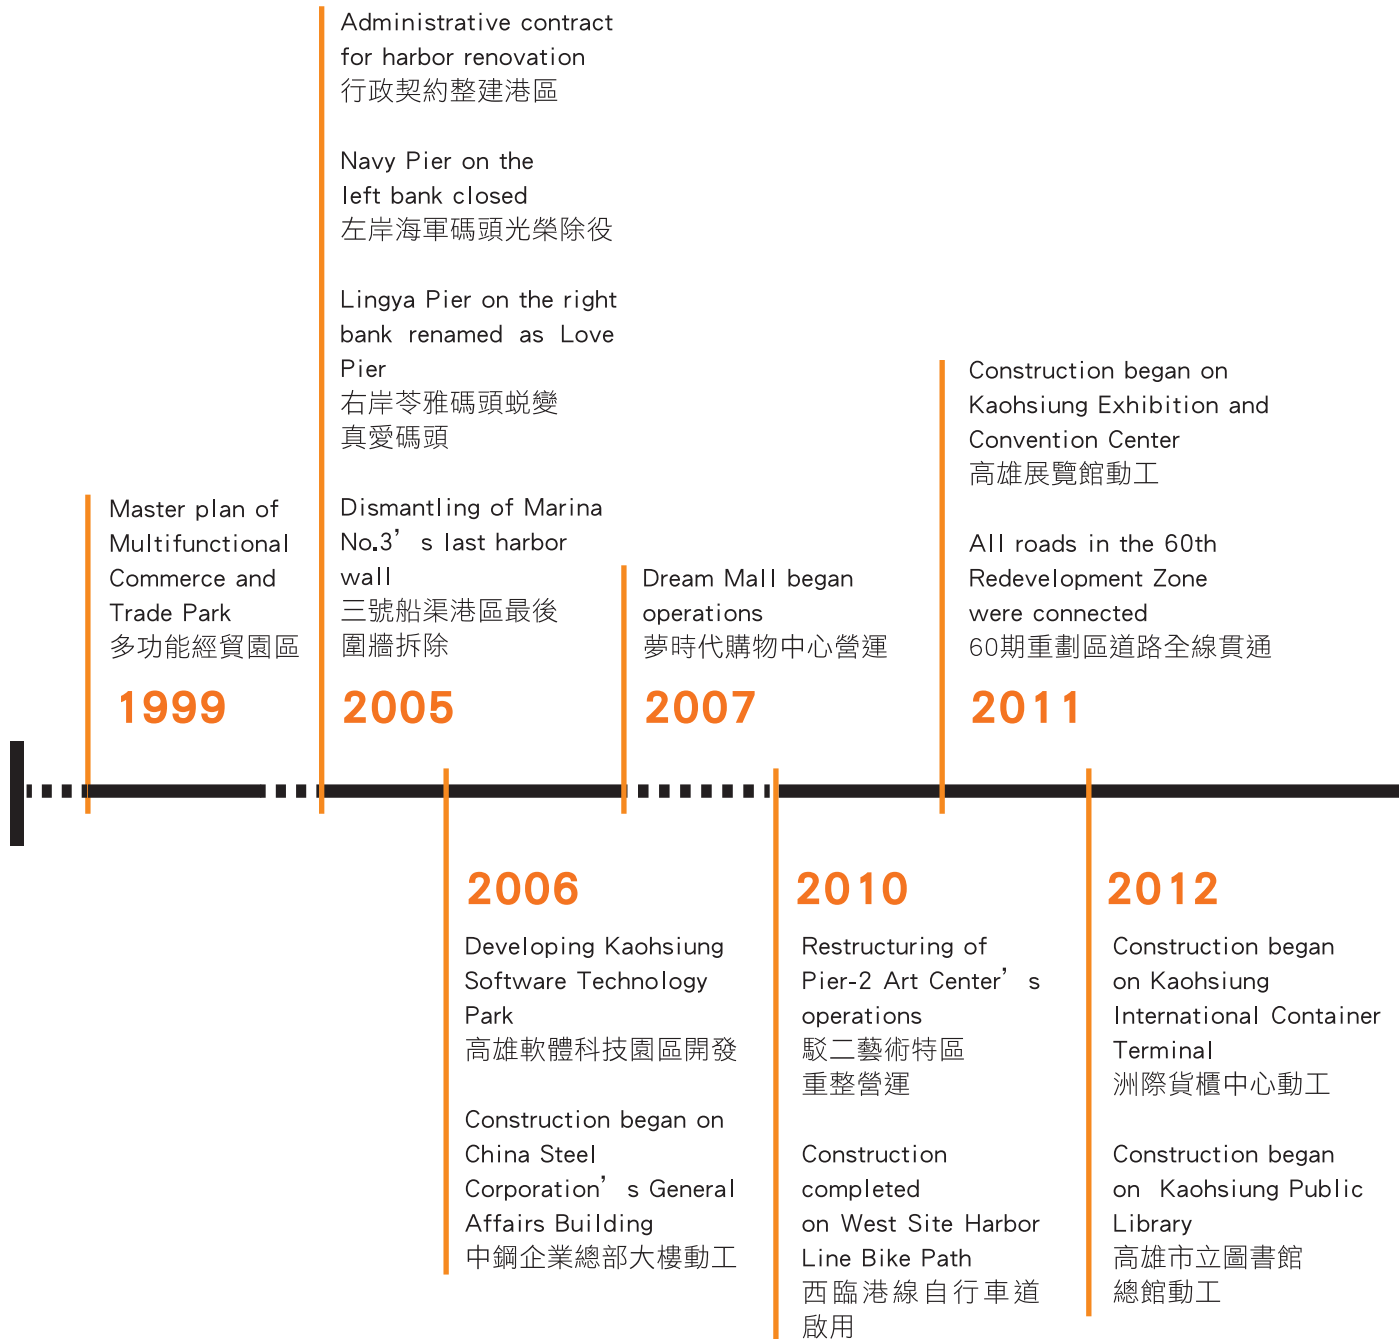 Administrative contract
for harbor renovation
行政契約整建港區
Navy Pier on the
left bank closed
左岸海軍碼頭光榮除役
Lingya Pier on the right
bank renamed as Love
Pier
右岸苓雅碼頭蛻變
真愛碼頭
Dismantling of Marina
No.3’s last harbor
wall
三號船渠港區最後
圍牆拆除
2005
Master plan of
Multifunctional
Commerce and
Trade Park
多功能經貿園區
1999
Dream Mall began
operations
夢時代購物中心營運
2007
Construction began on
Kaohsiung Exhibition and
Convention Center
高雄展覽館動工
All roads in the 60th
Redevelopment Zone
were connected
60期重劃區道路全線貫通
2011
2006
Developing Kaohsiung
Software Technology
Park
高雄軟體科技園區開發
Construction began on
China Steel
Corporation’s General
Affairs Building
中鋼企業總部大樓動工
2010
Restructuring of
Pier-2 Art Center’s
operations
駁二藝術特區
重整營運
Construction
completed
on West Site Harbor
Line Bike Path
西臨港線自行車道
啟用
2012
Construction began
on Kaohsiung
International Container
Terminal
洲際貨櫃中心動工
Construction began
on Kaohsiung Public
Library
高雄市立圖書館
總館動工